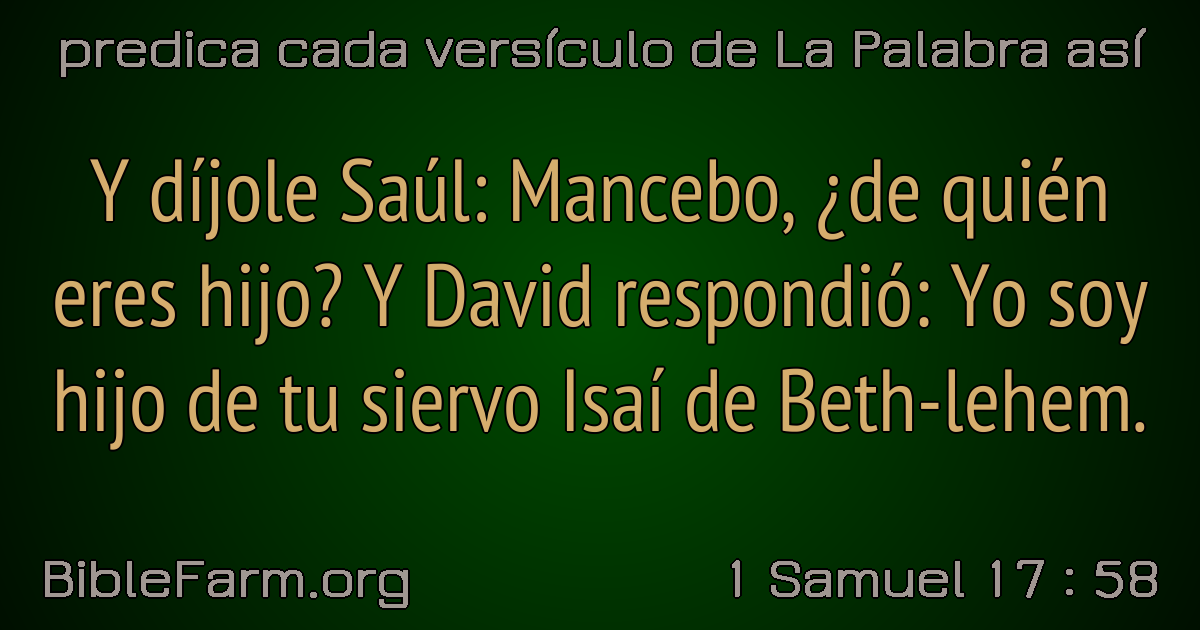 predica cada versículo de La Palabra así
Y díjole Saúl: Mancebo, ¿de quién
eres hijo? Y David respondió: Yo soy
hijo de tu siervo Isaí de Beth-lehem.
BibleFarm.org
1 Samuel 17 : 58